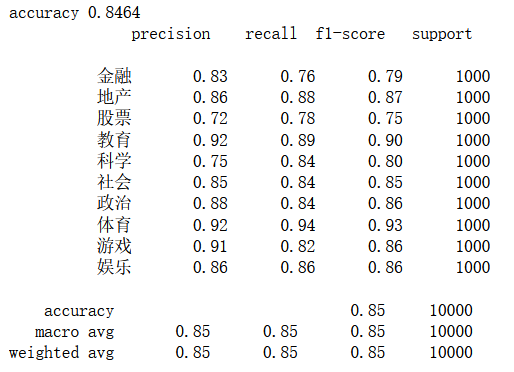 accuracy 0.8464
precision recall f1-score support
金融 0.83 0.76 0.79 1000
地产 0.86 0.88 0.87 1000
股票 0.72 0.78 0.75 1000
教育 0.92 0.89 0.90 1000
科学 0.75 0.84 0.80 1000
社会 0.85 0.84 0.85 1000
政治 0.88 0.84 0.86 1000
体育 0.92 0.94 0.93 1000
游戏 0.91 0.82 0.86 1000
娱乐 0.86 0.86 0.86 1000
accuracy 0.85 10000
macro avg 0.85 0.85 0.85 10000
weighted avg 0.85 0.85 0.85 10000